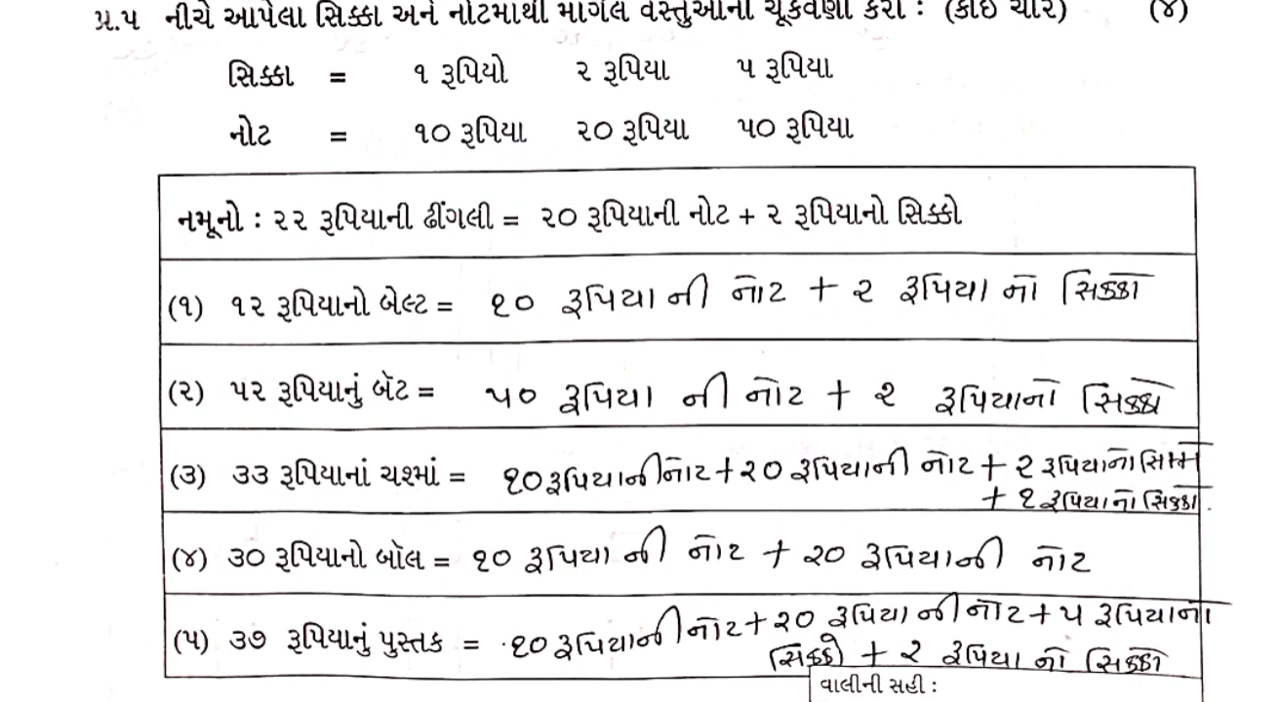 પ્ર.૫ નીચે આપેલા સિક્કા અને નોટમાથી માગેલ વસ્તુઓની ચૂકવણી કરો : (કોઈ ચાર) (૪)
સિક્કા = ૧ રૂપિયો ૨ રૂપિયા ૫ રૂપિયા
નોટ = ૧૦ રૂપિયા ૨૦ રૂપિયા ૫૦ રૂપિયા
નમૂનો : ૨૨ રૂપિયાની ઢીંગલી = ૨૦ રૂપિયાની નોટ + ૨ રૂપિયાનો સિક્કો
(૧) ૧૨ રૂપિયાનો બેલ્ટ = ૧૦ રૂપિયા ની નોટ + ૨ રૂપિયા નો સિક્કો
(૨) ૫૨ રૂપિયાનું બૅટ = ૫૦ રૂપિયા ની નોટ + ૨ રૂપિયાનો સિક્કો
(૩) ૩૩ રૂપિયાનાં ચશ્માં = ૧૦ રૂપિયાની નોટ + ૨૦ રૂપિયાની નોટ + ૨ રૂપિયાનો સિક્કો
+ ૧ રૂપિયાનો સિક્કો.
(૪) ૩૦ રૂપિયાનો બૉલ = ૧૦ રૂપિયા ની નોટ + ૨૦ રૂપિયાની નોટ
(૫) ૩૭ રૂપિયાનું પુસ્તક = ૧૦ રૂપિયાની નોટ + ૨૦ રૂપિયા ની નોટ + ૫ રૂપિયાનો
સિક્કો + ૨ રૂપિયા નો સિક્કો
વાલીની સહી :